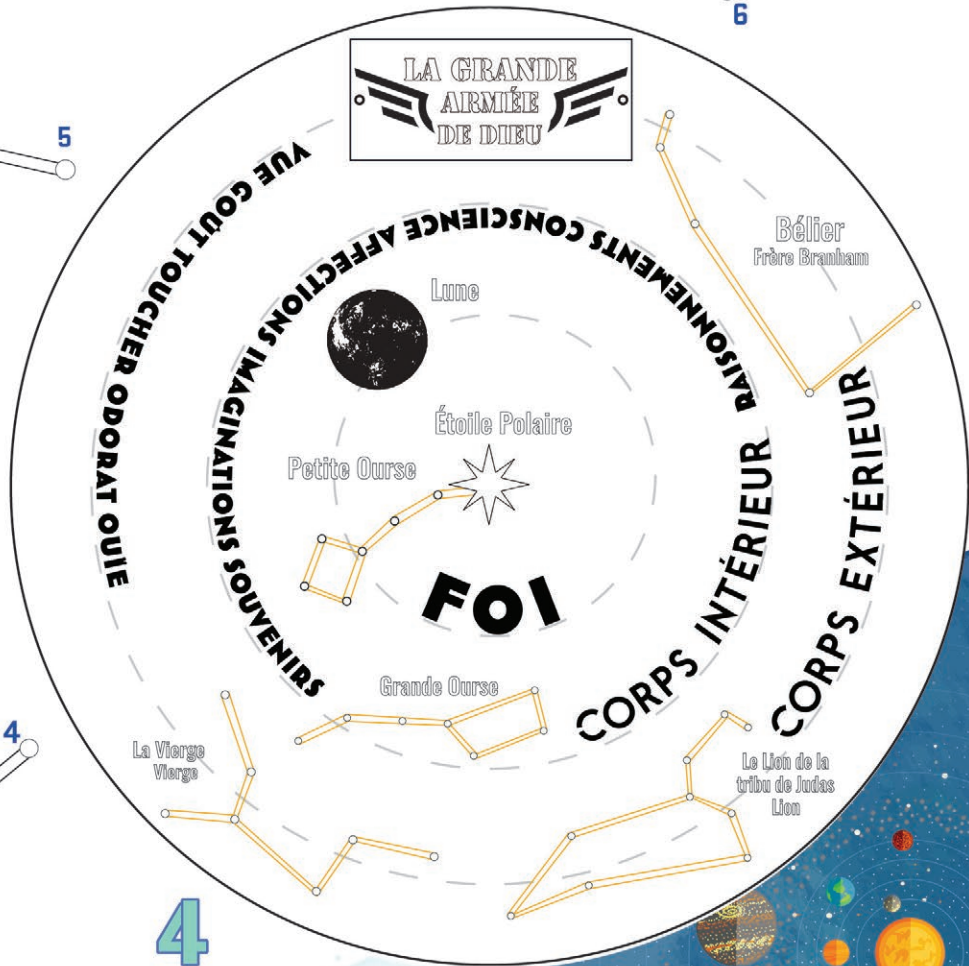 6
LA GRANDE
ARMÉE
DE DIEU
5
VUE GOÛT TOUCHER ODORAT OUÏE
SOUVENIRS IMAGINATIONS AFFECTIONS CONSCIENCE RAISONNEMENTS
Bélier
Frère Branham
Lune
Étoile Polaire
Petite Ourse
FOI
CORPS INTÉRIEUR
CORPS EXTÉRIEUR
Grande Ourse
4
La Vierge
Vierge
Le Lion de la
tribu de Judas
Lion
4